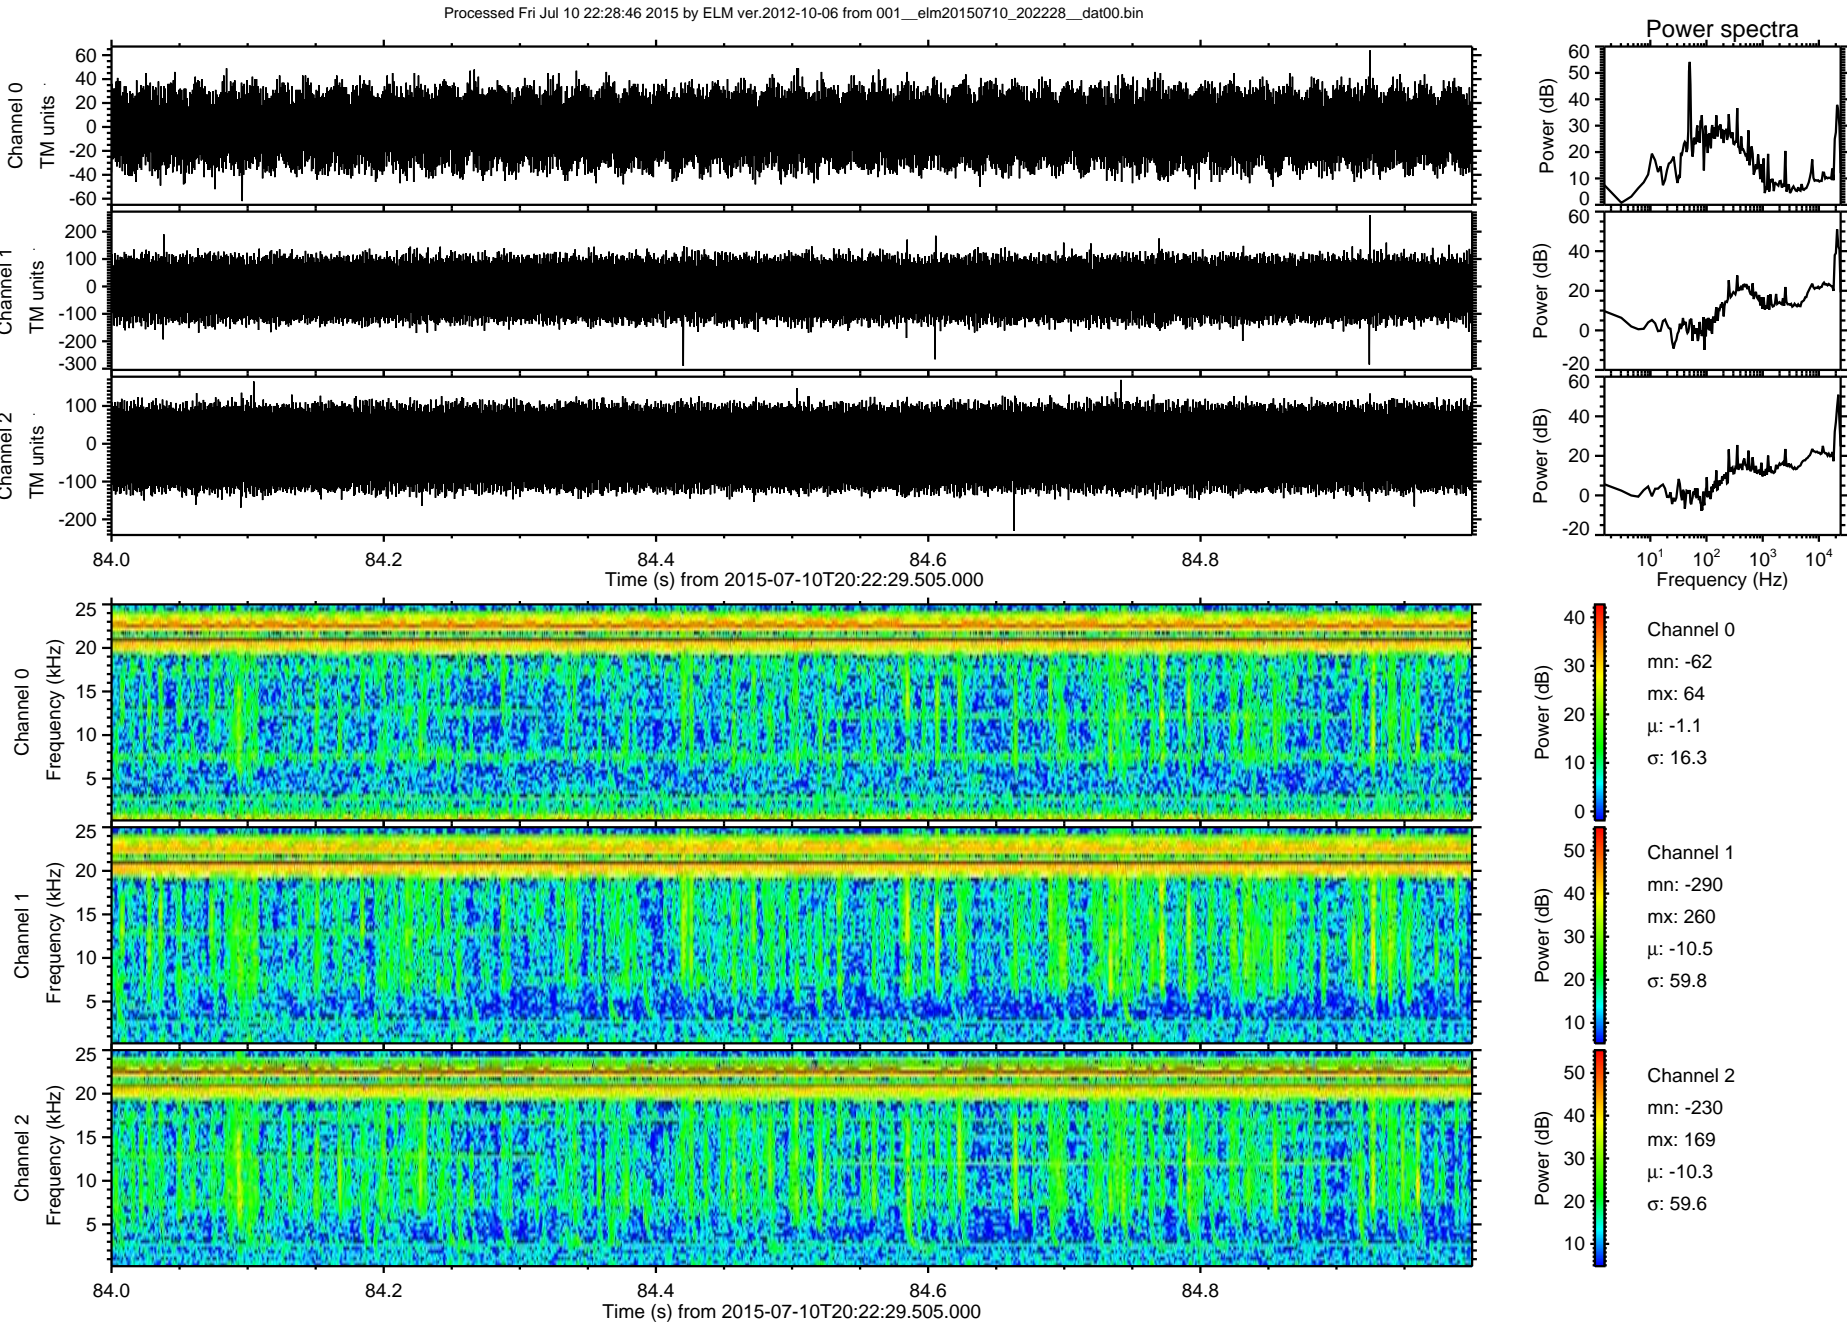 Processed Fri Jul 10 22:28:46 2015 by ELM ver.2012-10-06 from 001__elm20150710_202228__dat00.bin
Power spectra
Channel 0
TM units
60
40
20
0
-20
-40
-60
Power (dB)
60
50
40
30
20
10
0
Channel 1
TM units
200
100
0
-100
-200
-300
Power (dB)
60
40
20
0
-20
Channel 2
TM units
100
0
-100
-200
Power (dB)
60
40
20
0
-20
84.0 84.2 84.4 84.6 84.8
Time (s) from 2015-07-10T20:22:29.505.000
10¹ 10² 10³ 10⁴
Frequency (Hz)
Channel 0
Frequency (kHz)
25
20
15
10
5
Power (dB)
40
30
20
10
0
Channel 0
mn: -62
mx: 64
μ: -1.1
σ: 16.3
Channel 1
Frequency (kHz)
25
20
15
10
5
Power (dB)
50
40
30
20
10
Channel 1
mn: -290
mx: 260
μ: -10.5
σ: 59.8
Channel 2
Frequency (kHz)
25
20
15
10
5
Power (dB)
50
40
30
20
10
Channel 2
mn: -230
mx: 169
μ: -10.3
σ: 59.6
84.0 84.2 84.4 84.6 84.8
Time (s) from 2015-07-10T20:22:29.505.000